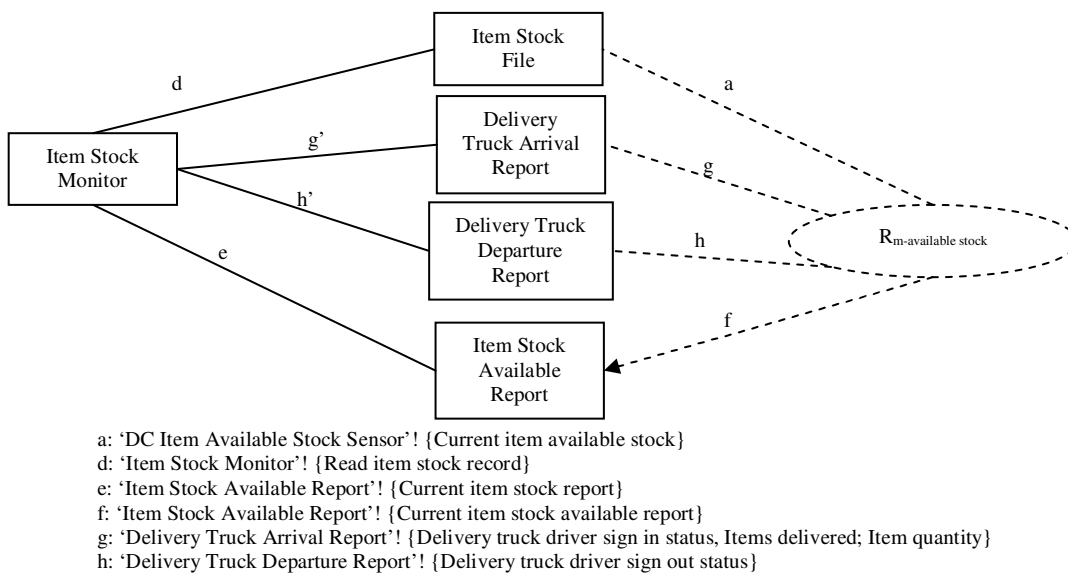 Item Stock
File
d
a
Delivery
Truck Arrival
Report
g’
g
Item Stock
Monitor
h’
Delivery Truck
Departure
Report
h
Rm-available stock
e
f
Item Stock
Available
Report
a: ‘DC Item Available Stock Sensor’! {Current item available stock}
d: ‘Item Stock Monitor’! {Read item stock record}
e: ‘Item Stock Available Report’! {Current item stock report}
f: ‘Item Stock Available Report’! {Current item stock available report}
g: ‘Delivery Truck Arrival Report’! {Delivery truck driver sign in status, Items delivered; Item quantity}
h: ‘Delivery Truck Departure Report’! {Delivery truck driver sign out status}